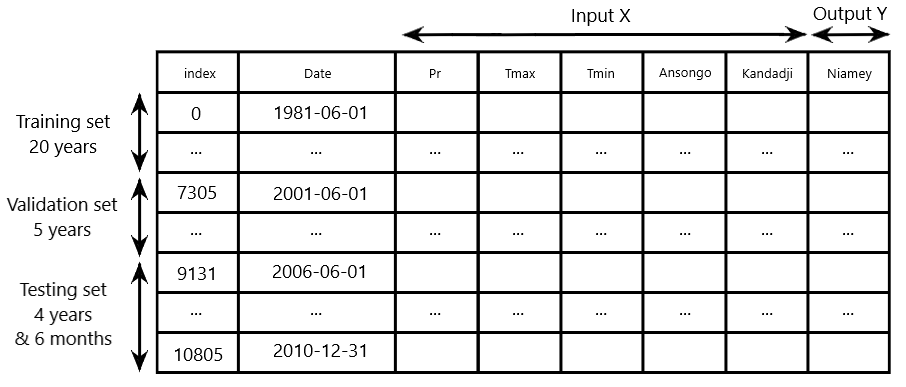 Input X Output Y
index Date Pr Tmax Tmin Ansongo Kandadji Niamey
Training set
20 years
0 1981-06-01
... ... ... ... ... ... ... ...
Validation set
5 years
7305 2001-06-01
... ... ... ... ... ... ... ...
Testing set
4 years
& 6 months
9131 2006-06-01
... ... ... ... ... ... ... ...
10805 2010-12-31